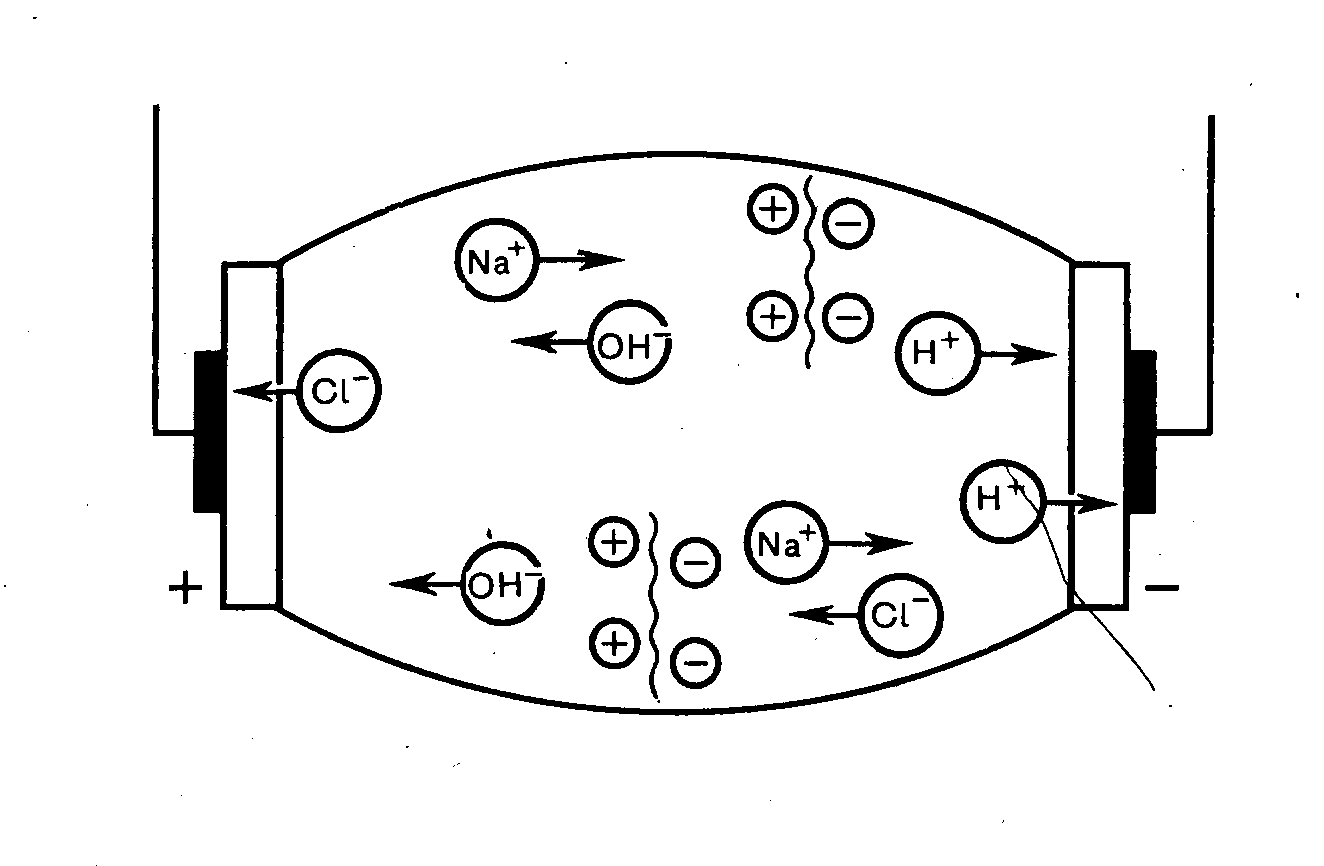 + −
Na⁺
+ −
OH⁻
H⁺
Cl⁻
H⁺
+ −
Na⁺
OH⁻
Cl⁻
+ −
+ −